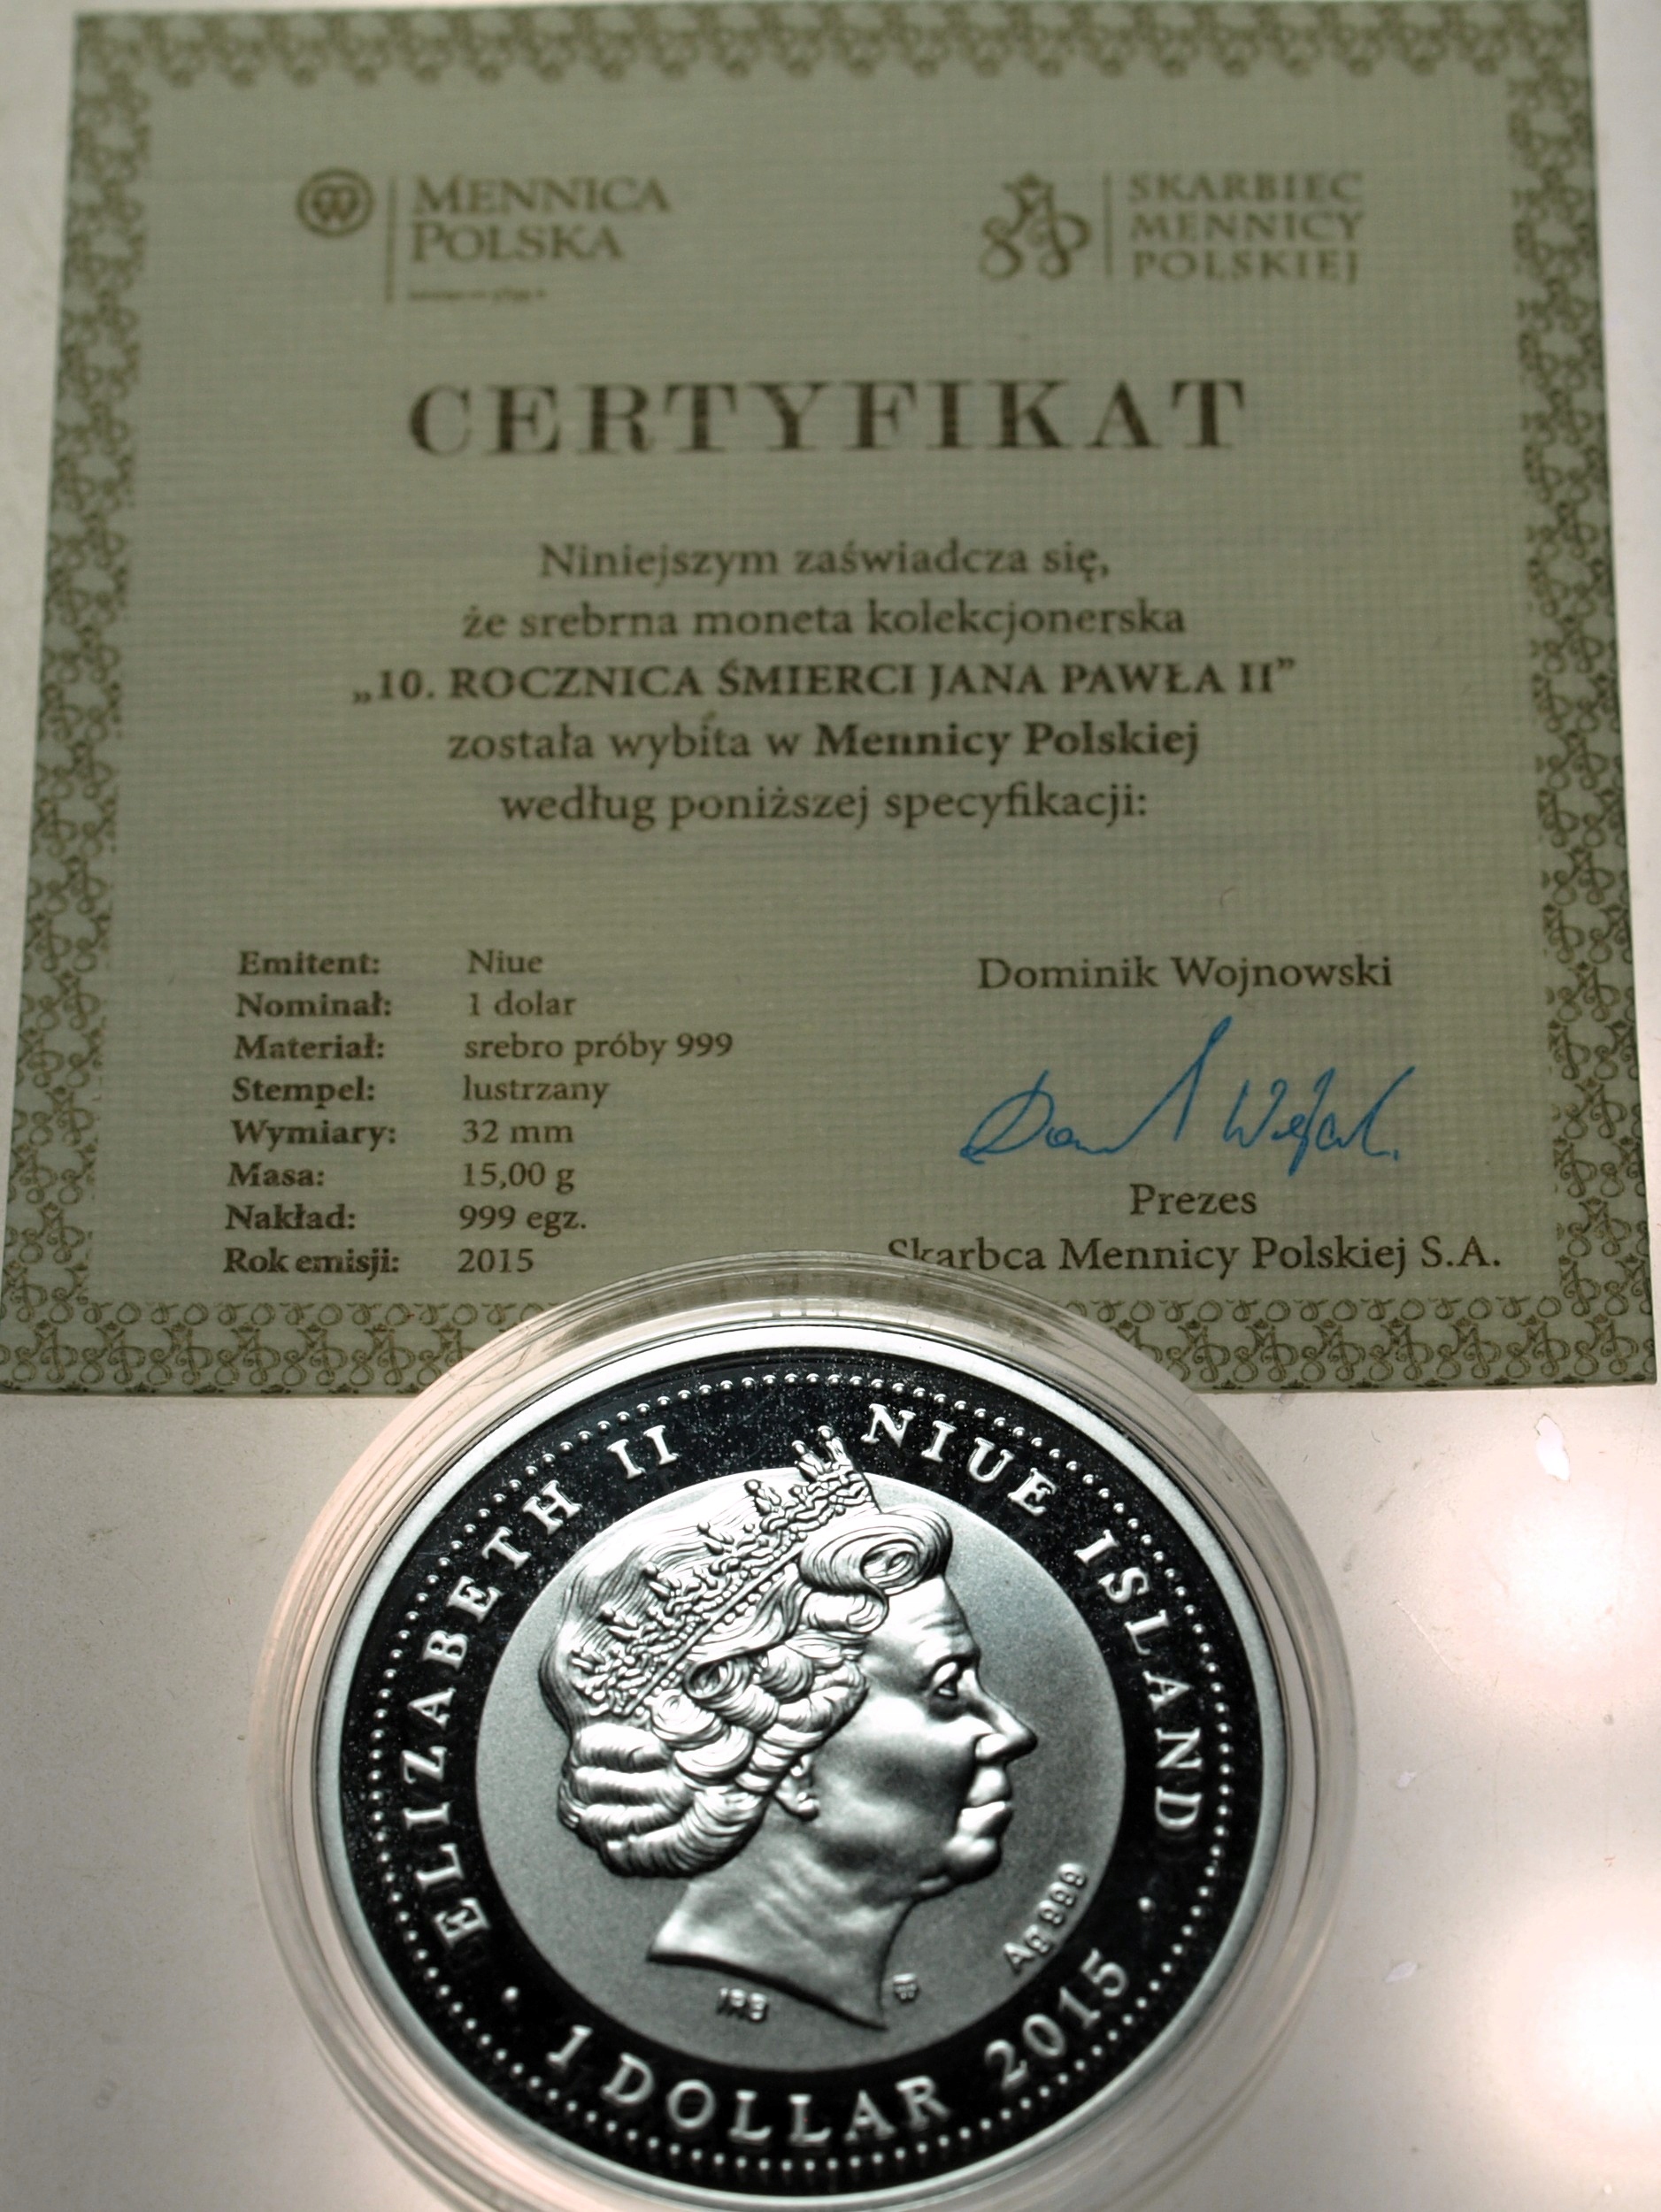 MENNICA
POLSKA
SKARBIEC
MENNICY
POLSKIEJ
CERTYFIKAT
Niniejszym zaświadcza się,
że srebrna moneta kolekcjonerska
„10. ROCZNICA ŚMIERCI JANA PAWŁA II”
została wybita w Mennicy Polskiej
według poniższej specyfikacji:
Emitent: Niue
Nominał: 1 dolar
Materiał: srebro próby 999
Stempel: lustrzany
Wymiary: 32 mm
Masa: 15,00 g
Nakład: 999 egz.
Rok emisji: 2015
Dominik Wojnowski
Prezes
Skarbca Mennicy Polskiej S.A.
ELIZABETH II NIUE ISLAND
Ag 999
IRB
• 1 DOLLAR 2015 •